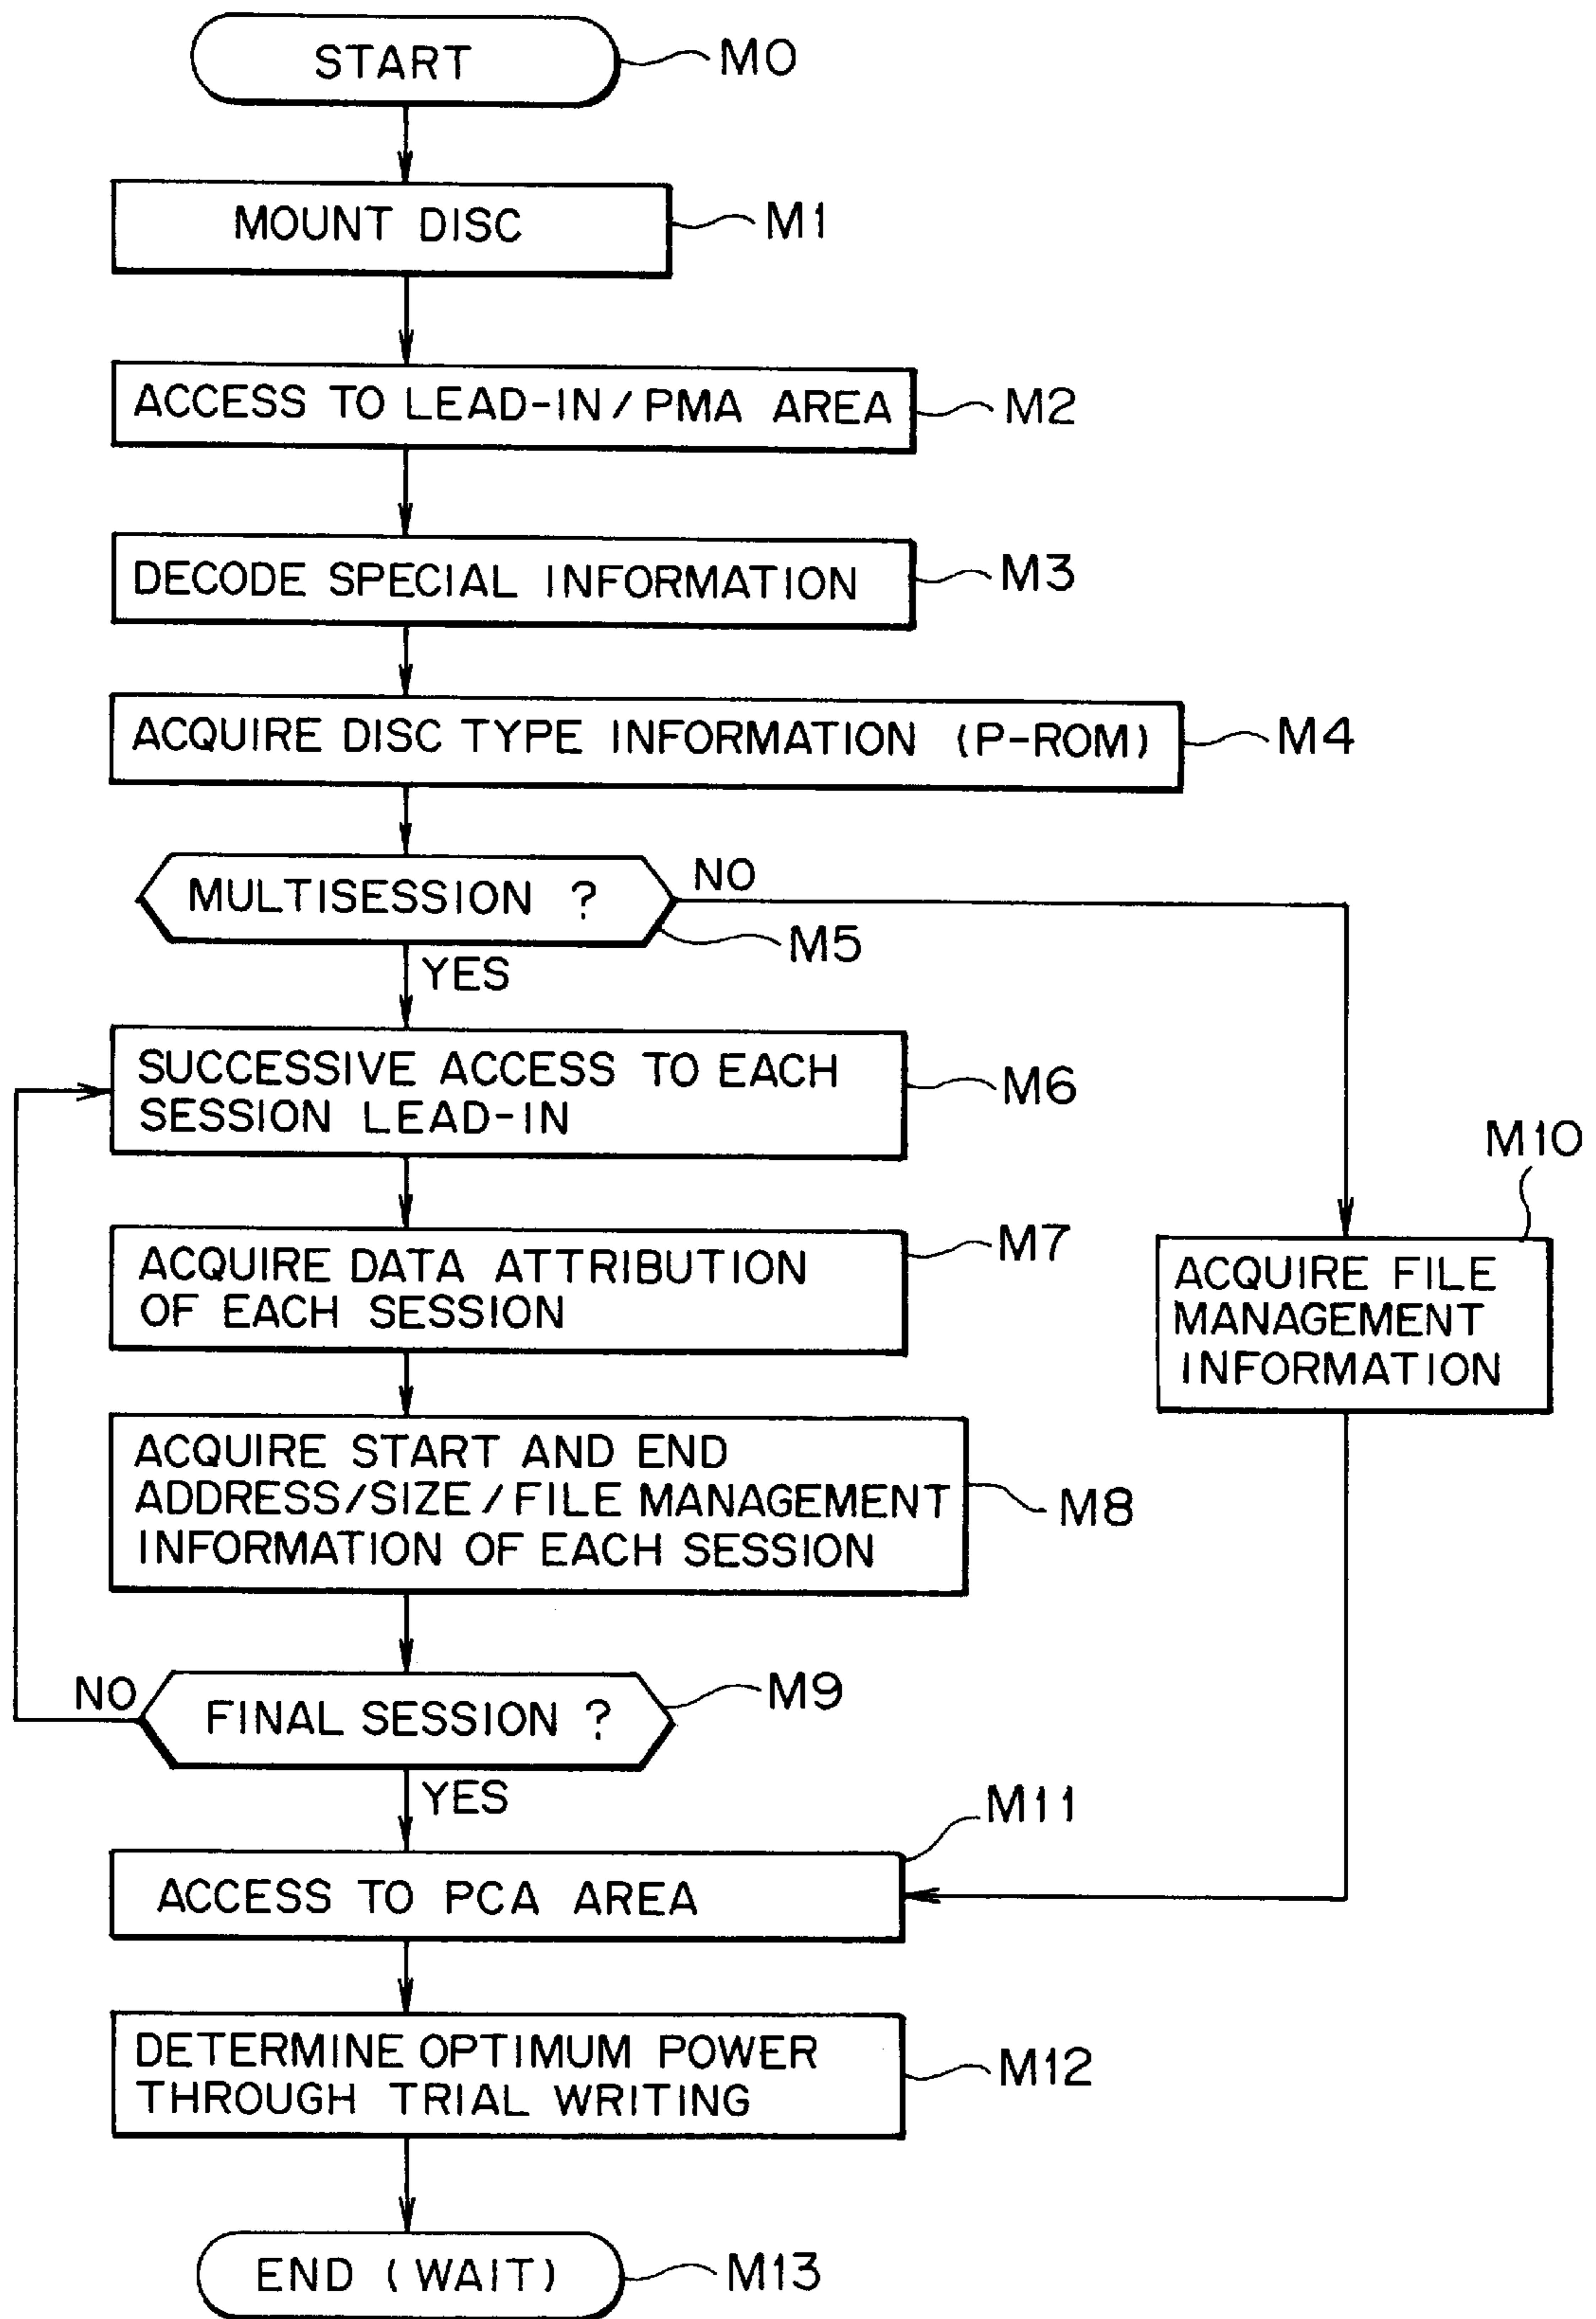 START
M0
MOUNT DISC
M1
ACCESS TO LEAD-IN/PMA AREA
M2
DECODE SPECIAL INFORMATION
M3
ACQUIRE DISC TYPE INFORMATION (P-ROM)
M4
MULTISESSION ?
NO
M5
YES
SUCCESSIVE ACCESS TO EACH
SESSION LEAD-IN
M6
ACQUIRE DATA ATTRIBUTION
OF EACH SESSION
M7
M10
ACQUIRE FILE
MANAGEMENT
INFORMATION
ACQUIRE START AND END
ADDRESS/SIZE/FILE MANAGEMENT
INFORMATION OF EACH SESSION
M8
NO
FINAL SESSION ?
M9
YES
M11
ACCESS TO PCA AREA
DETERMINE OPTIMUM POWER
THROUGH TRIAL WRITING
M12
END (WAIT)
M13